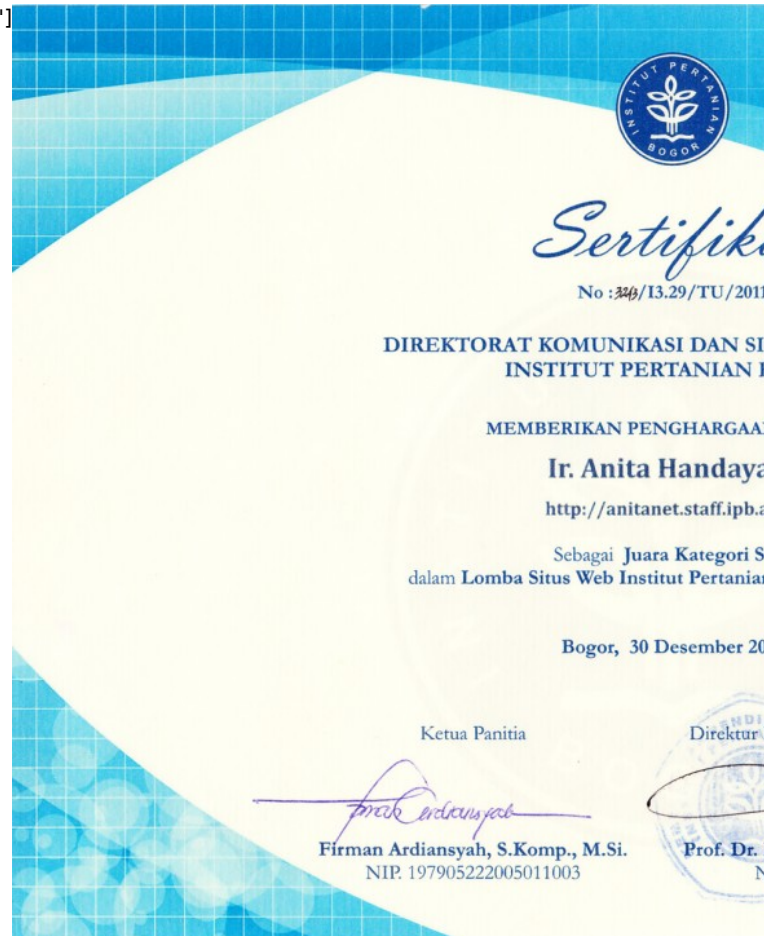 ']
INSTITUT PERTANIAN BOGOR
Sertifik
No : 3243/I3.29/TU/2011
DIREKTORAT KOMUNIKASI DAN SI
INSTITUT PERTANIAN
MEMBERIKAN PENGHARGAA
Ir. Anita Handaya
http://anitanet.staff.ipb.a
Sebagai Juara Kategori S
dalam Lomba Situs Web Institut Pertanian
Bogor, 30 Desember 20
Ketua Panitia
Direktur
Firman Ardiansyah, S.Komp., M.Si.
Prof. Dr.
NIP. 197905222005011003
N